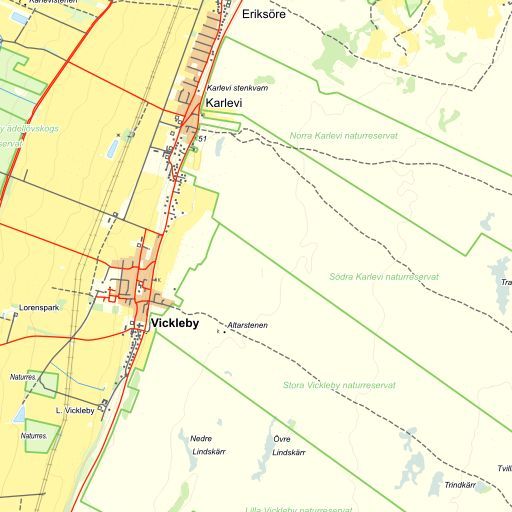 Karlevistenen
Eriksöre
Karlevi stenkvarn
Karlevi
51
ädellövskogs
Norra Karlevi naturreservat
Södra Karlevi naturreservat
Tra
Lorenspark
K
Vickleby
Altarstenen
Naturres.
Stora Vickleby naturreservat
L. Vickleby
Naturres.
Nedre
Lindskärr
Övre
Lindskärr
Tvill
Trindkärr
Lilla Vickleby naturreservat